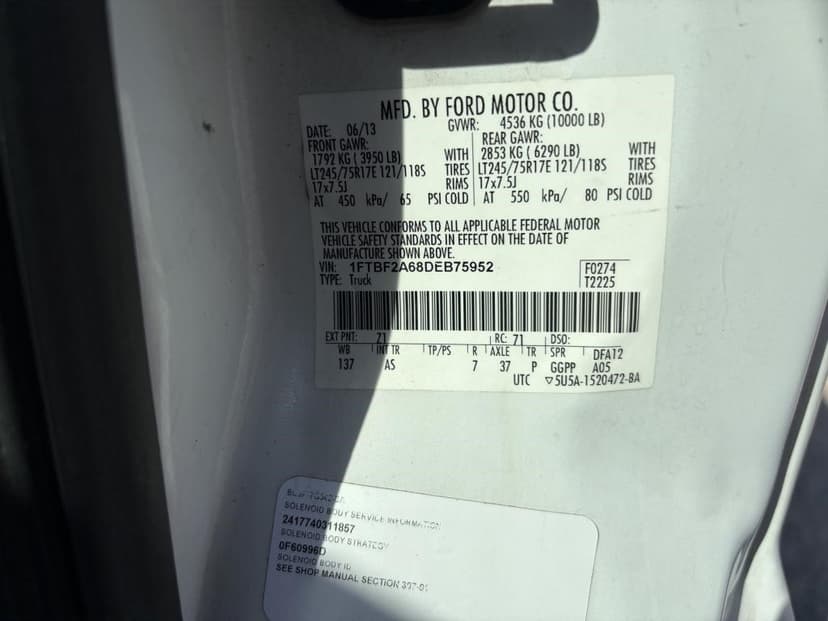 MFD. BY FORD MOTOR CO.
DATE: 06/13 GVWR: 4536 KG (10000 LB)
FRONT GAWR: REAR GAWR:
1792 KG ( 3950 LB) WITH 2853 KG ( 6290 LB) WITH
LT245/75R17E 121/118S TIRES LT245/75R17E 121/118S TIRES
17x7.5J RIMS 17x7.5J RIMS
AT 450 kPa/ 65 PSI COLD AT 550 kPa/ 80 PSI COLD
THIS VEHICLE CONFORMS TO ALL APPLICABLE FEDERAL MOTOR
VEHICLE SAFETY STANDARDS IN EFFECT ON THE DATE OF
MANUFACTURE SHOWN ABOVE.
VIN: 1FTBF2A68DEB75952 F0274
TYPE: Truck T2225
EXT PNT: Z1 RC: 71 DSO:
WB INT TR TP/PS R AXLE TR SPR DFA12
137 AS 7 37 P GGPP A05
UTC ▽5U5A-1520472-BA
SOLENOID BODY SERVICE INFORMATION
2417740311857
SOLENOID BODY STRATEGY
0F60996D
SOLENOID BODY ID
SEE SHOP MANUAL SECTION 307-01